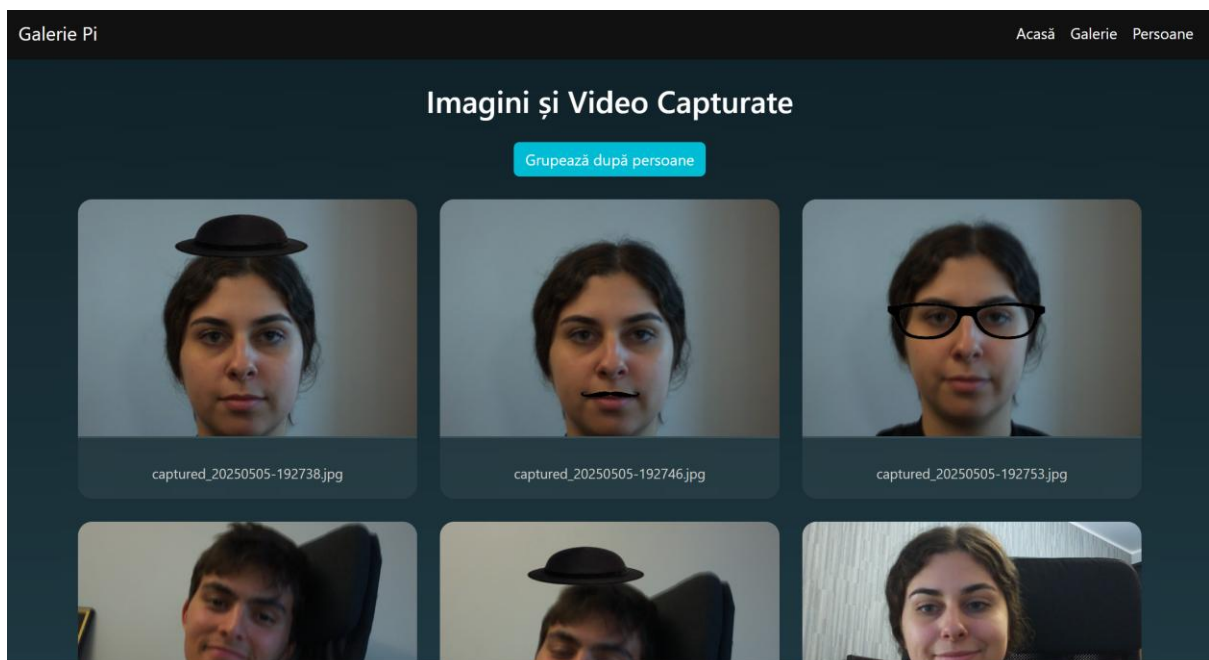 Galerie Pi
Acasă Galerie Persoane
Imagini și Video Capturate
Grupează după persoane
captured_20250505-192738.jpg
captured_20250505-192746.jpg
captured_20250505-192753.jpg